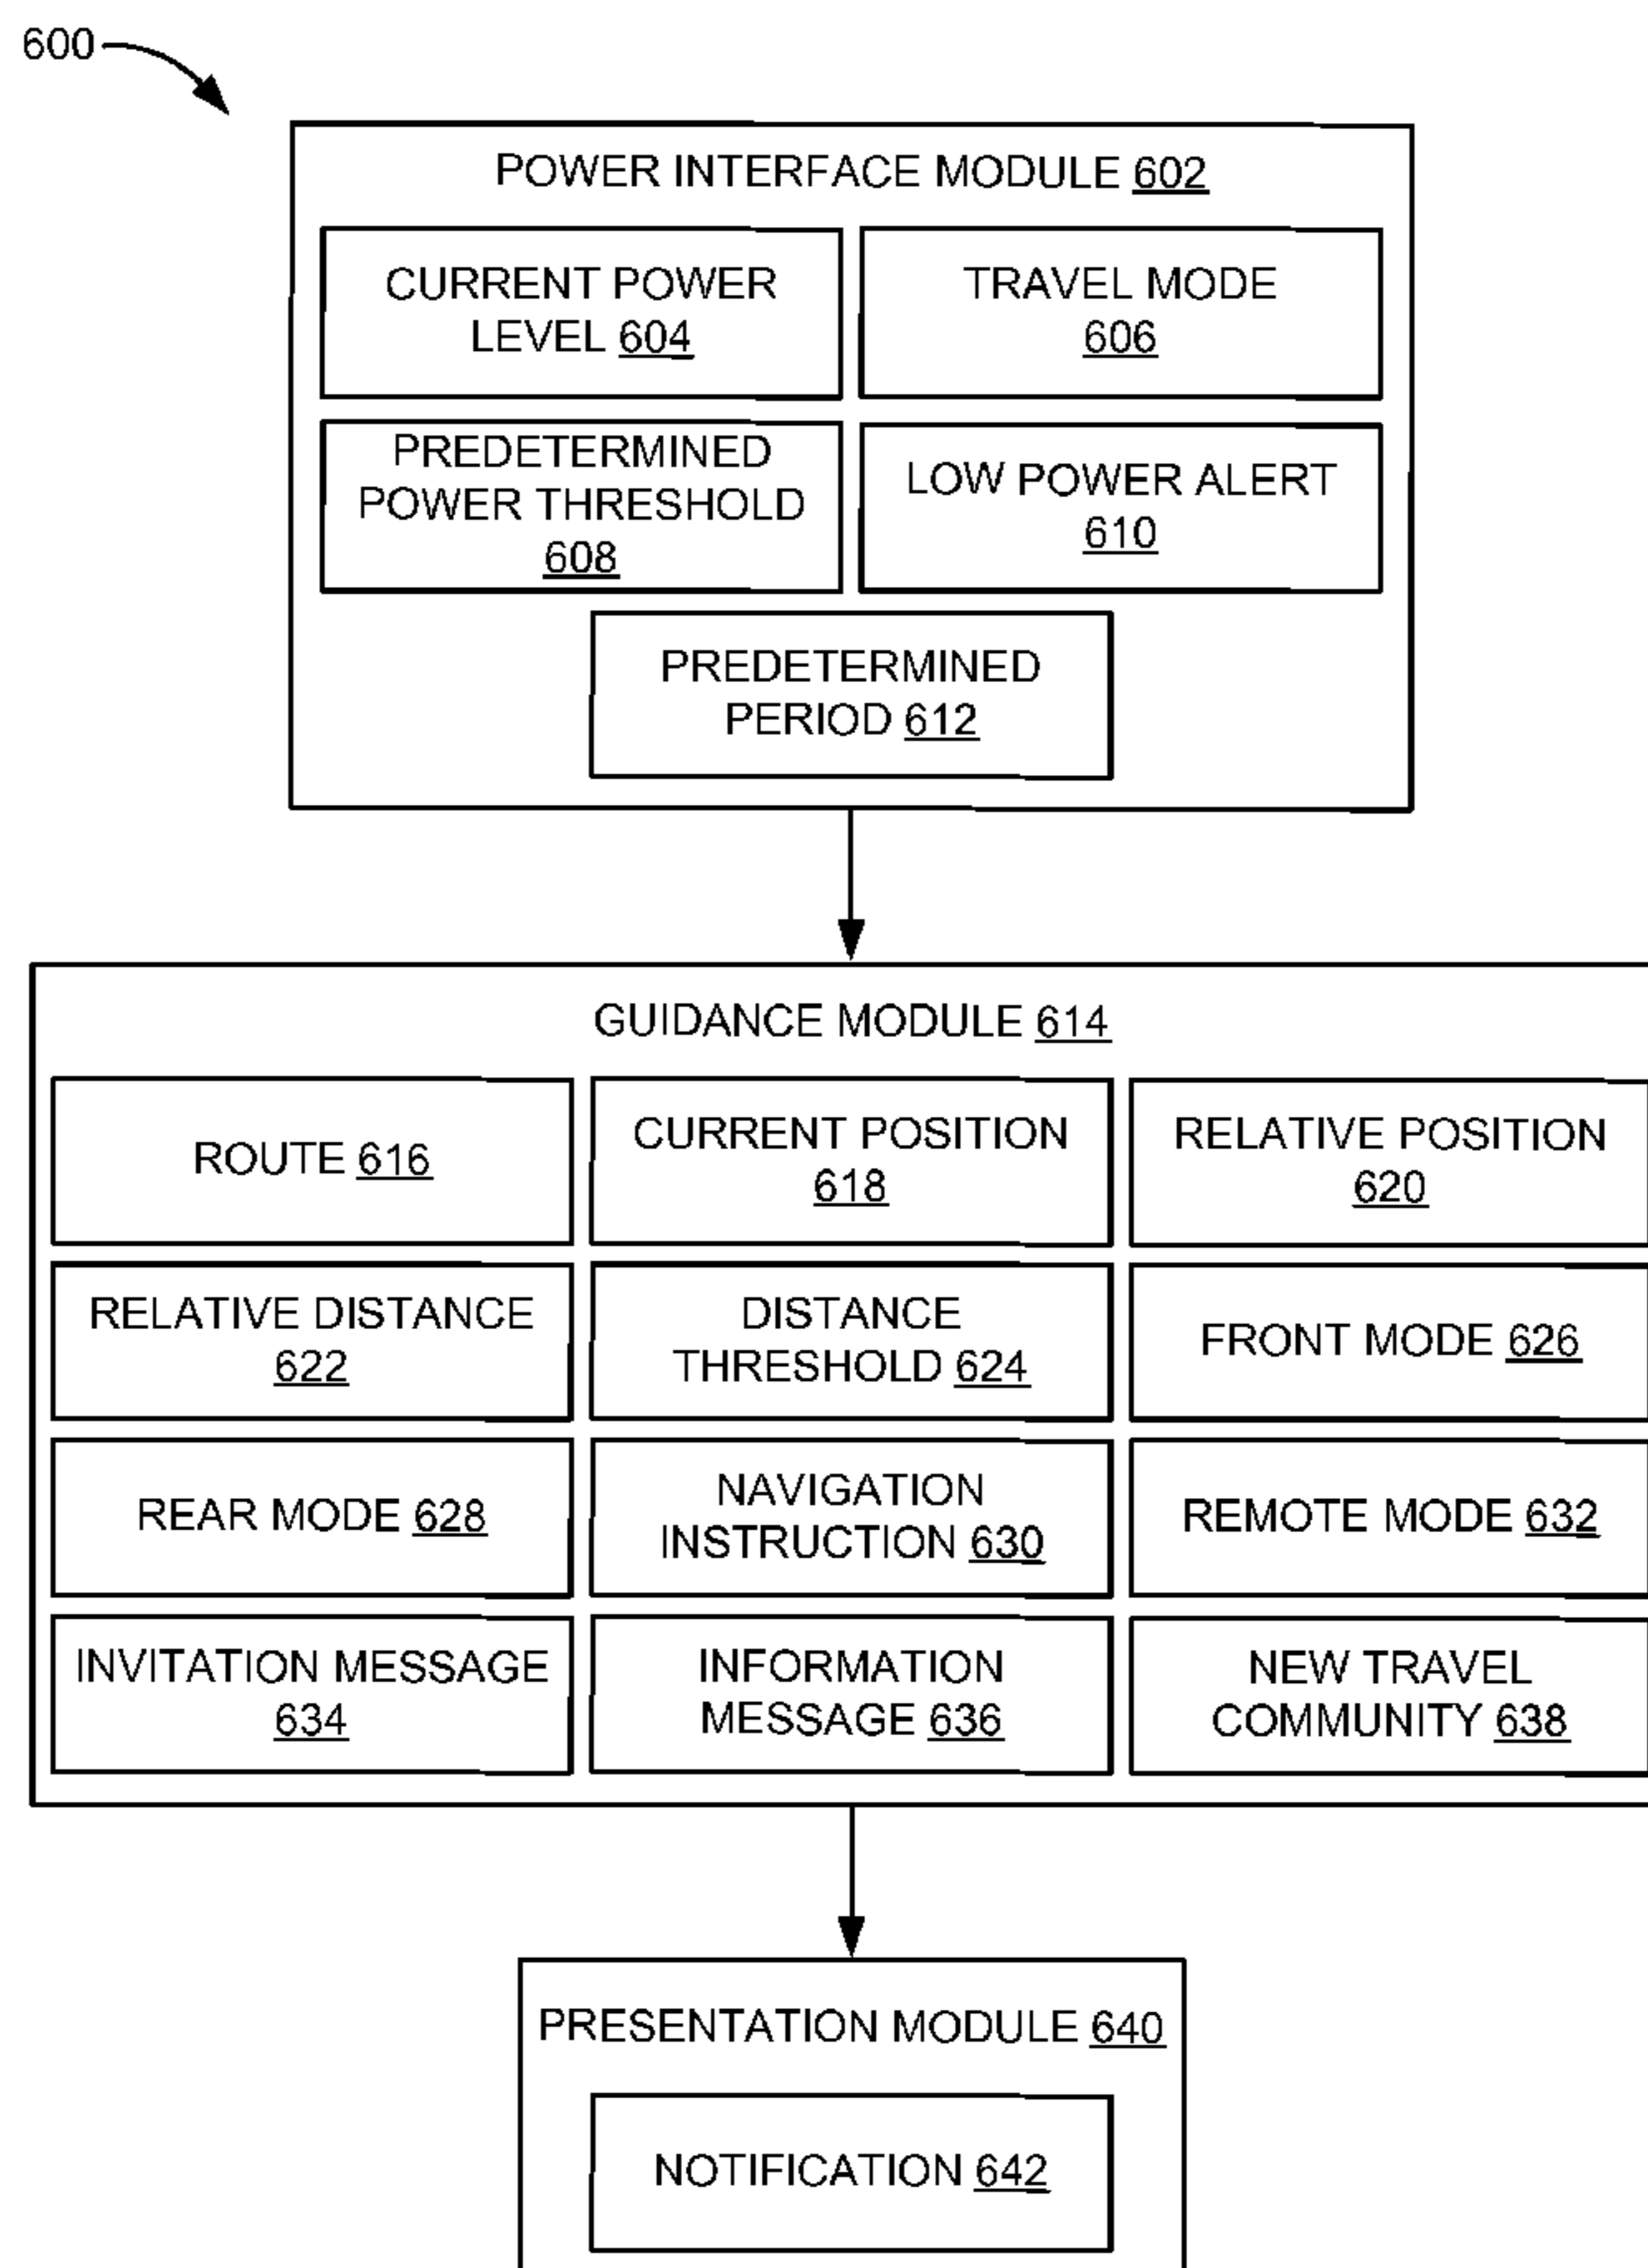 600
POWER INTERFACE MODULE 602
CURRENT POWER
LEVEL 604
TRAVEL MODE
606
PREDETERMINED
POWER THRESHOLD
608
LOW POWER ALERT
610
PREDETERMINED
PERIOD 612
GUIDANCE MODULE 614
ROUTE 616
CURRENT POSITION
618
RELATIVE POSITION
620
RELATIVE DISTANCE
622
DISTANCE
THRESHOLD 624
FRONT MODE 626
REAR MODE 628
NAVIGATION
INSTRUCTION 630
REMOTE MODE 632
INVITATION MESSAGE
634
INFORMATION
MESSAGE 636
NEW TRAVEL
COMMUNITY 638
PRESENTATION MODULE 640
NOTIFICATION 642